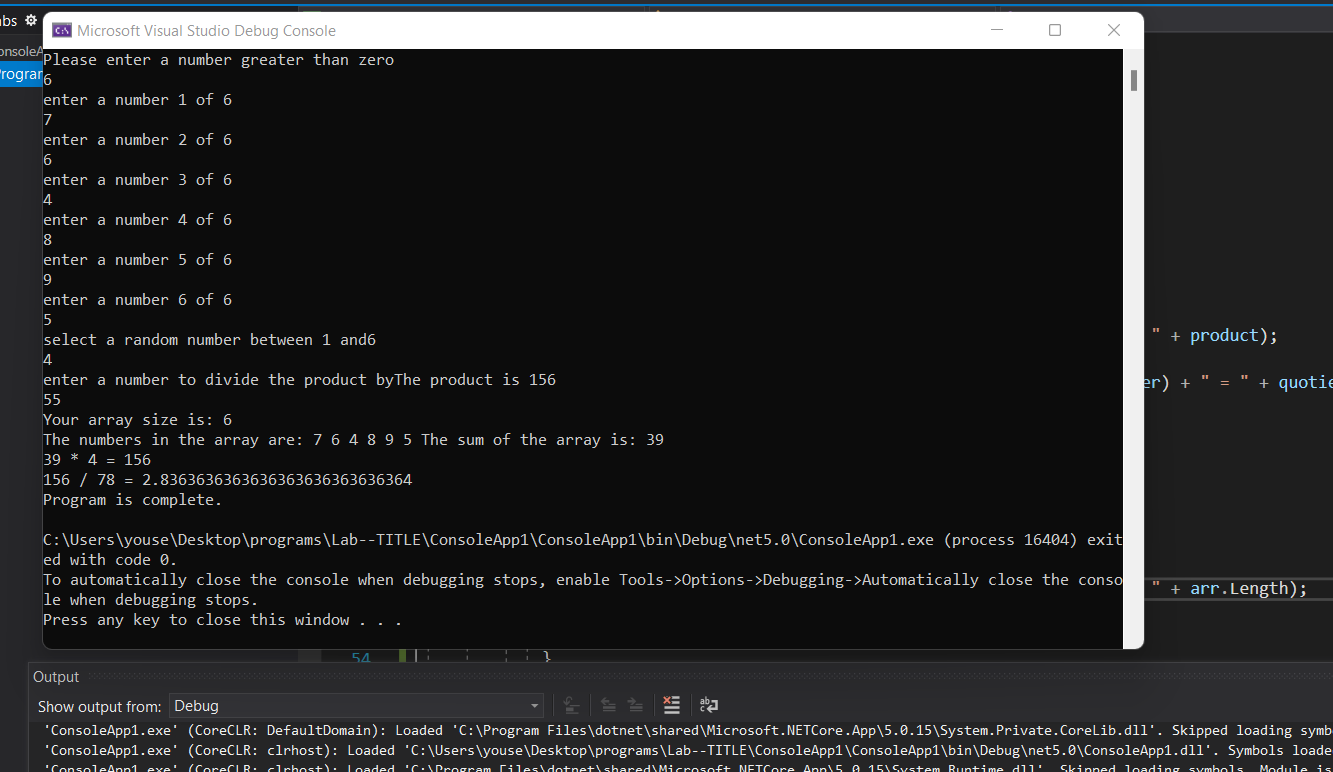 abs
Microsoft Visual Studio Debug Console
ConsoleA
Program
Please enter a number greater than zero
6
enter a number 1 of 6
7
enter a number 2 of 6
6
enter a number 3 of 6
4
enter a number 4 of 6
8
enter a number 5 of 6
9
enter a number 6 of 6
5
select a random number between 1 and6
4
enter a number to divide the product byThe product is 156
55
Your array size is: 6
The numbers in the array are: 7 6 4 8 9 5 The sum of the array is: 39
39 * 4 = 156
156 / 78 = 2.8363636363636363636363636364
Program is complete.
C:\Users\youse\Desktop\programs\Lab--TITLE\ConsoleApp1\ConsoleApp1\bin\Debug\net5.0\ConsoleApp1.exe (process 16404) exit
ed with code 0.
To automatically close the console when debugging stops, enable Tools->Options->Debugging->Automatically close the conso
le when debugging stops.
Press any key to close this window . . .
" + product);
er) + " = " + quotie
" + arr.Length);
54 }
Output
Show output from: Debug
'ConsoleApp1.exe' (CoreCLR: DefaultDomain): Loaded 'C:\Program Files\dotnet\shared\Microsoft.NETCore.App\5.0.15\System.Private.CoreLib.dll'. Skipped loading symb
'ConsoleApp1.exe' (CoreCLR: clrhost): Loaded 'C:\Users\youse\Desktop\programs\Lab--TITLE\ConsoleApp1\ConsoleApp1\bin\Debug\net5.0\ConsoleApp1.dll'. Symbols loade
'ConsoleApp1.exe' (CoreCLR: clrhost): Loaded 'C:\Program Files\dotnet\shared\Microsoft.NETCore.App\5.0.15\System.Runtime.dll'. Skipped loading symbols. Module is